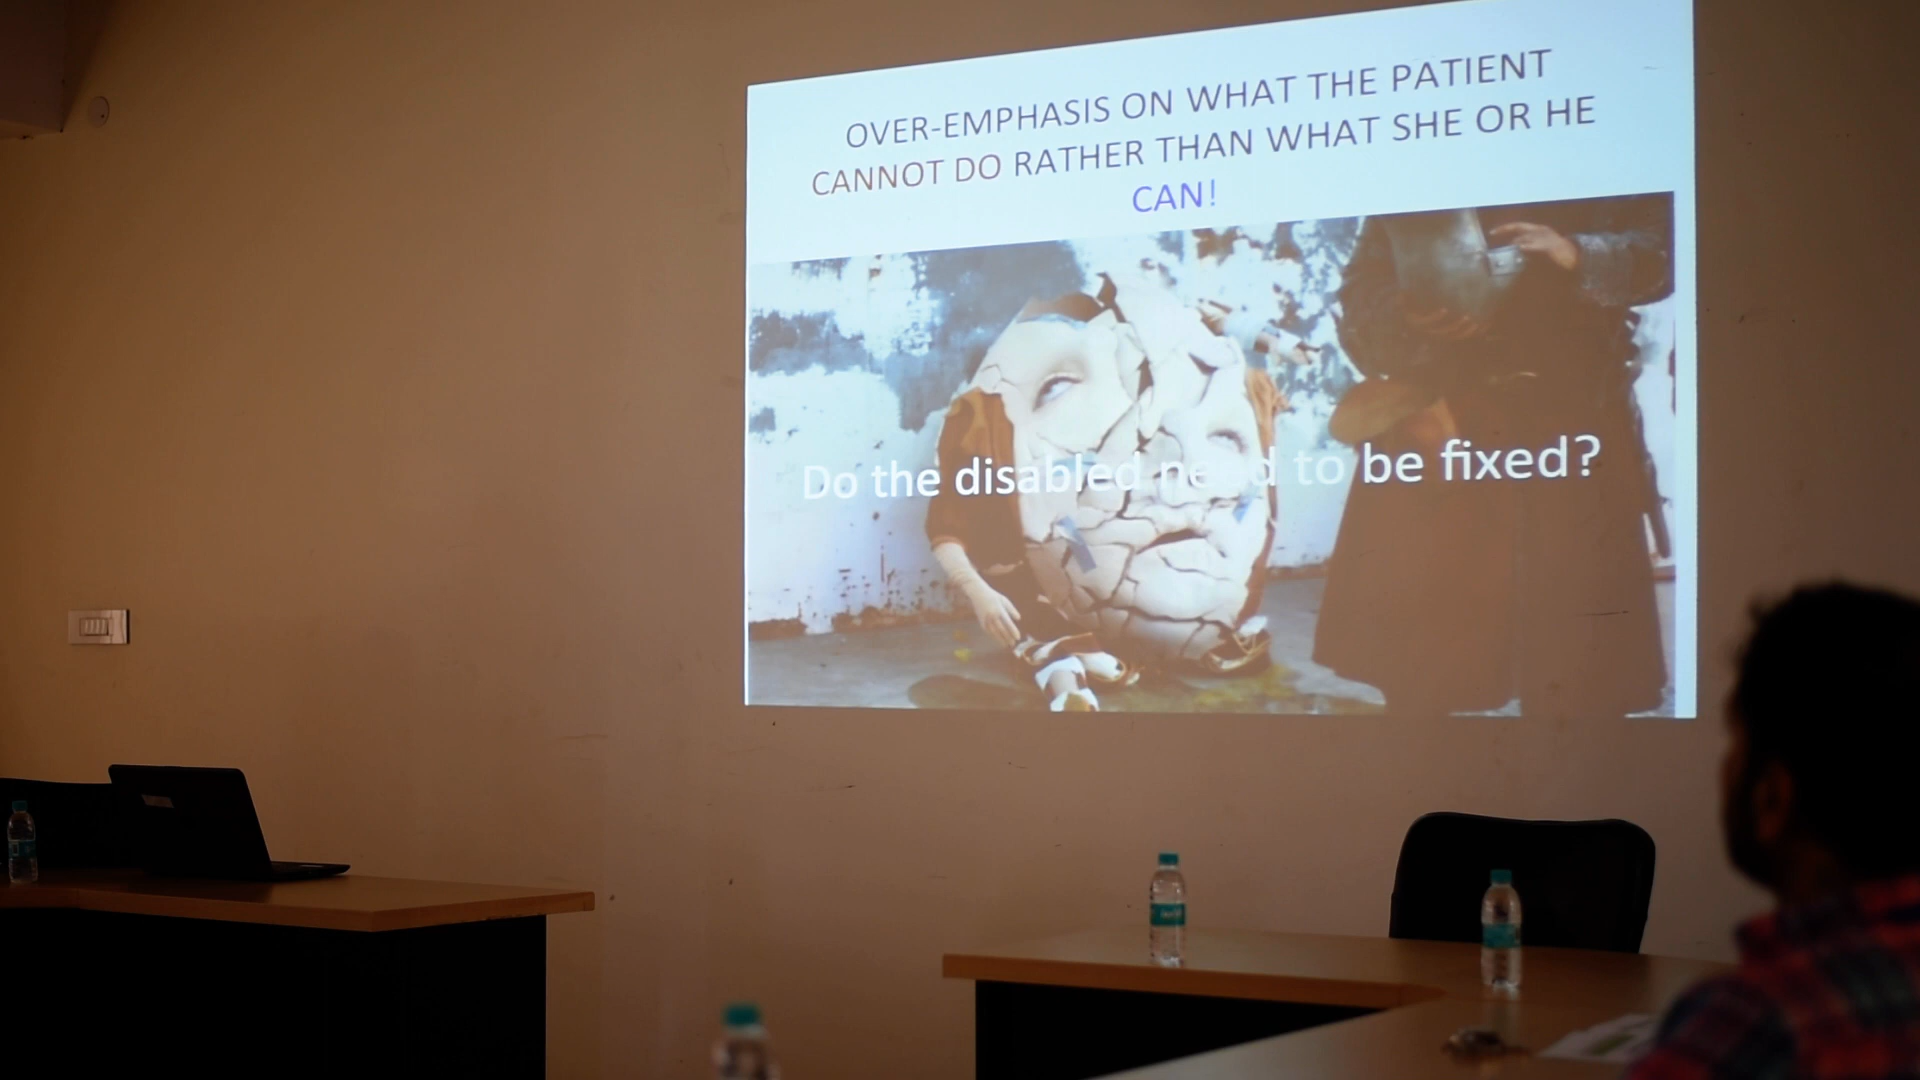 OVER-EMPHASIS ON WHAT THE PATIENT
CANNOT DO RATHER THAN WHAT SHE OR HE
CAN!
Do the disabled need to be fixed?